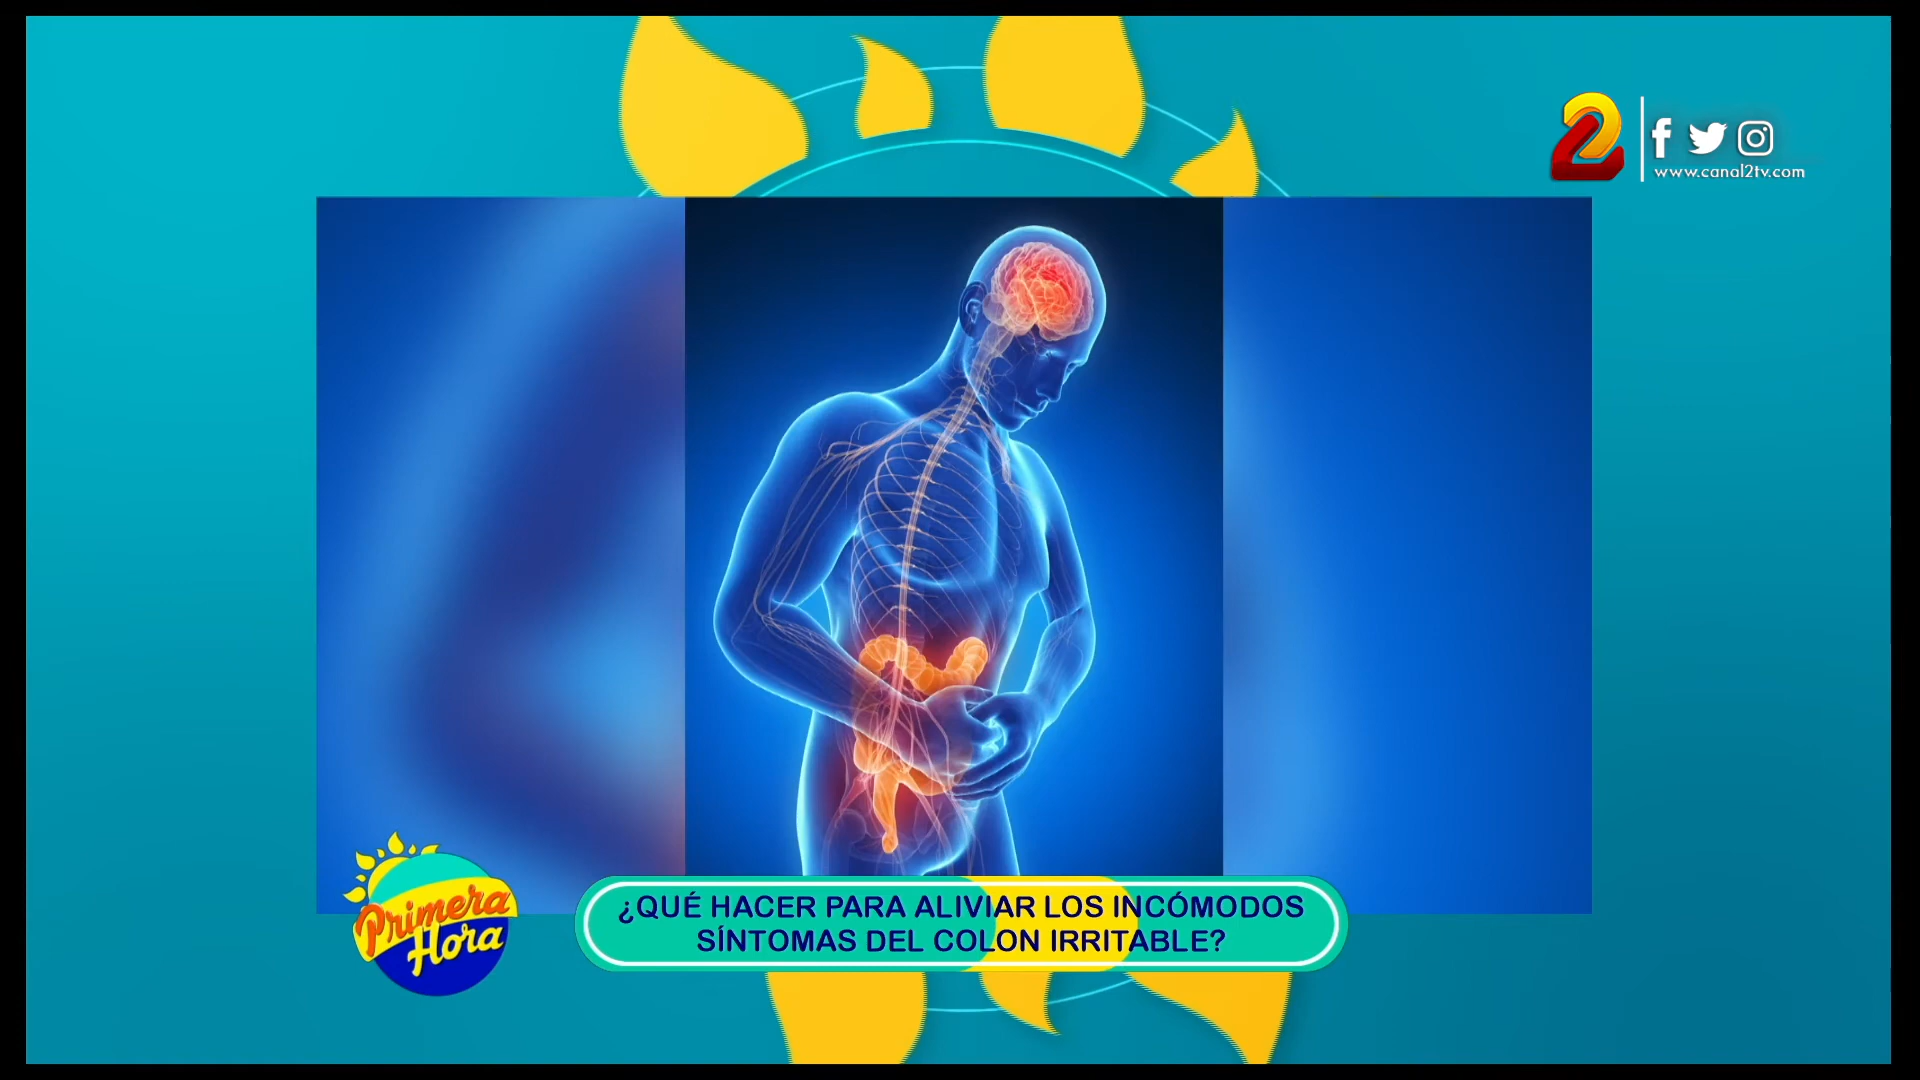 2
www.canal2tv.com
Primera
Hora
¿QUÉ HACER PARA ALIVIAR LOS INCÓMODOS
SÍNTOMAS DEL COLON IRRITABLE?